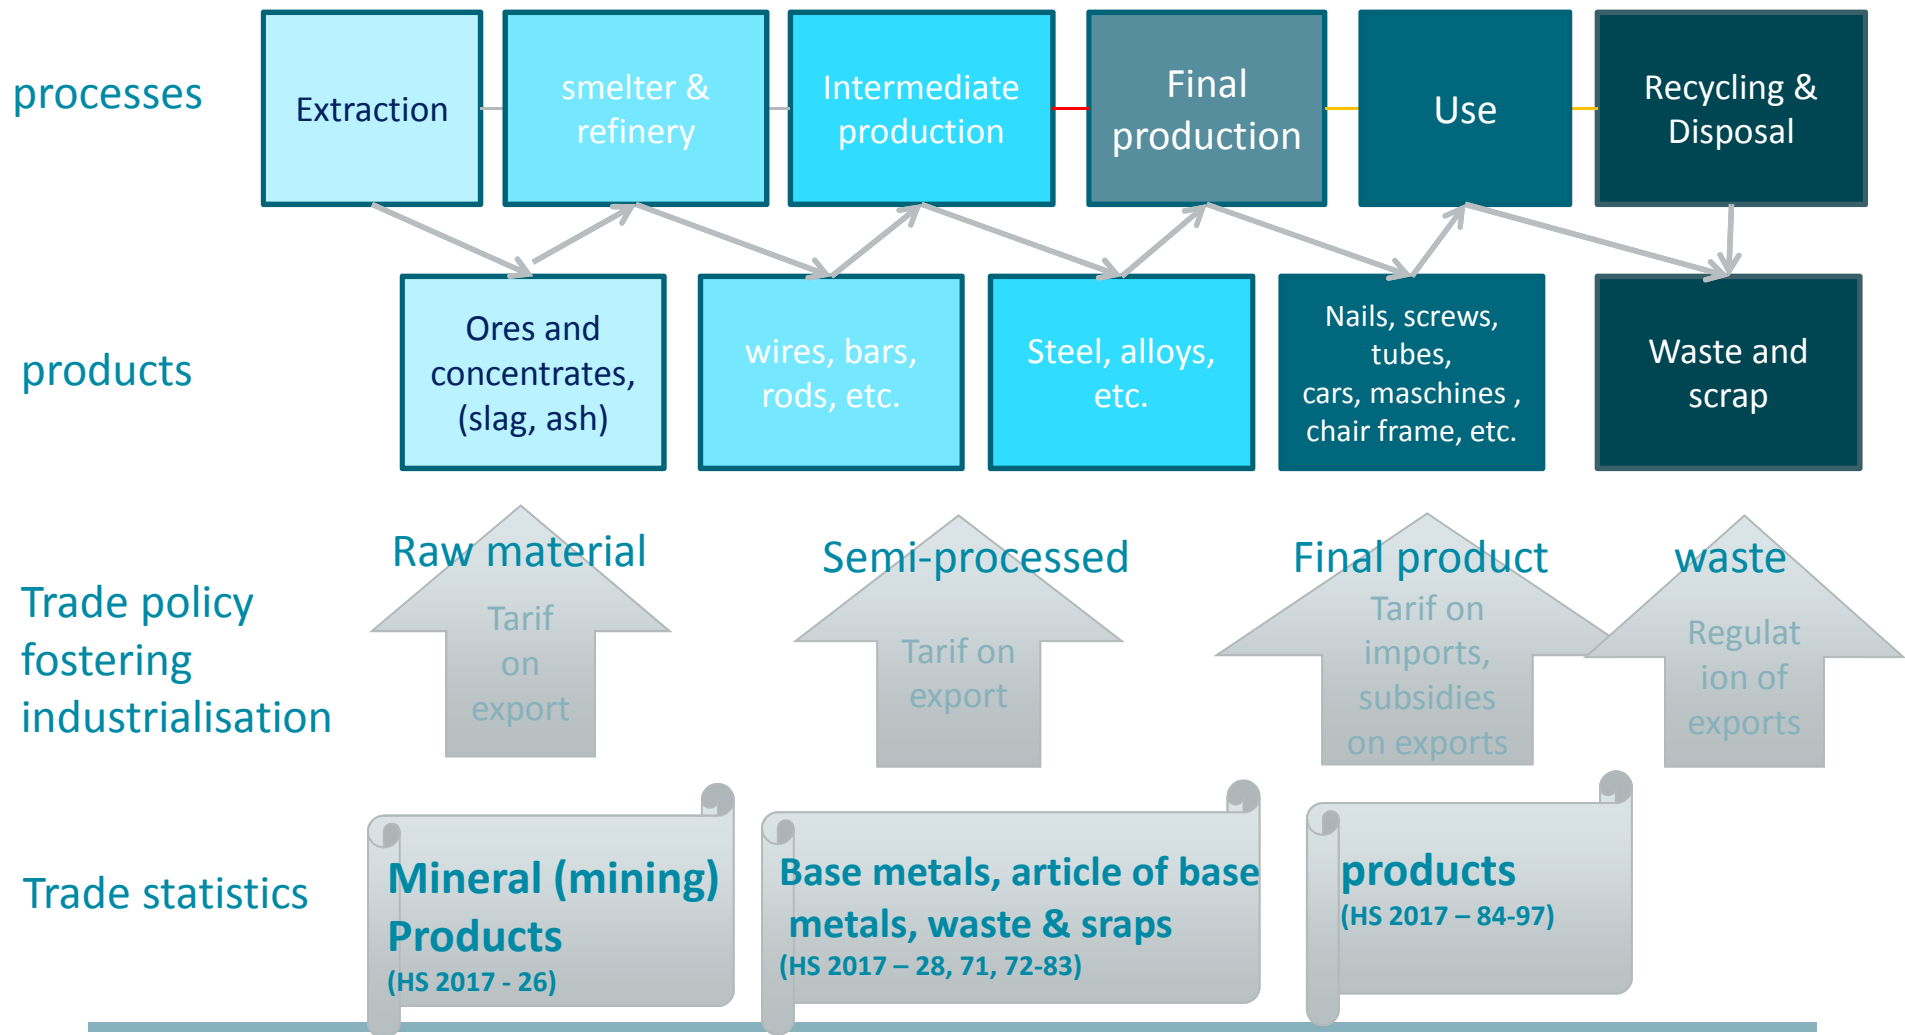 processes
Extraction
smelter &
refinery
Intermediate
production
Final
production
Use
Recycling &
Disposal
products
Ores and
concentrates,
(slag, ash)
wires, bars,
rods, etc.
Steel, alloys,
etc.
Nails, screws,
tubes,
cars, maschines ,
chair frame, etc.
Waste and
scrap
Trade policy
fostering
industrialisation
Raw material
Tarif
on
export
Semi-processed
Tarif on
export
Final product
Tarif on
imports,
subsidies
on exports
waste
Regulat
ion of
exports
Trade statistics
Mineral (mining)
Products
(HS 2017 - 26)
Base metals, article of base
metals, waste & sraps
(HS 2017 – 28, 71, 72-83)
products
(HS 2017 – 84-97)